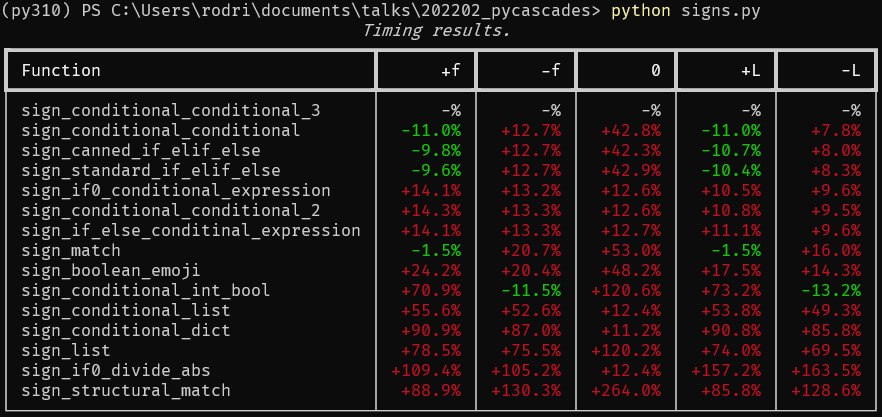 (py310) PS C:\Users\rodri\documents\talks\202202_pycascades> python signs.py
Timing results.
Function +f -f 0 +L -L
sign_conditional_conditional_3 -% -% -% -% -%
sign_conditional_conditional -11.0% +12.7% +42.8% -11.0% +7.8%
sign_canned_if_elif_else -9.8% +12.7% +42.3% -10.7% +8.0%
sign_standard_if_elif_else -9.6% +12.7% +42.9% -10.4% +8.3%
sign_if0_conditional_expression +14.1% +13.2% +12.6% +10.5% +9.6%
sign_conditional_conditional_2 +14.3% +13.3% +12.6% +10.8% +9.5%
sign_if_else_conditinal_expression +14.1% +13.3% +12.7% +11.1% +9.6%
sign_match -1.5% +20.7% +53.0% -1.5% +16.0%
sign_boolean_emoji +24.2% +20.4% +48.2% +17.5% +14.3%
sign_conditional_int_bool +70.9% -11.5% +120.6% +73.2% -13.2%
sign_conditional_list +55.6% +52.6% +12.4% +53.8% +49.3%
sign_conditional_dict +90.9% +87.0% +11.2% +90.8% +85.8%
sign_list +78.5% +75.5% +120.2% +74.0% +69.5%
sign_if0_divide_abs +109.4% +105.2% +12.4% +157.2% +163.5%
sign_structural_match +88.9% +130.3% +264.0% +85.8% +128.6%